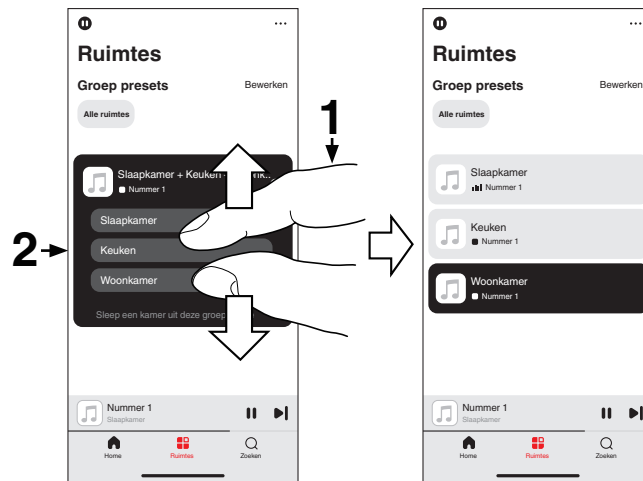 Ruimtes
Groep presets Bewerken
Alle ruimtes
1
Slaapkamer + Keuken
Nummer 1
Slaapkamer
2
Keuken
Woonkamer
Sleep een kamer uit deze groep
Nummer 1
Slaapkamer
Home Ruimtes Zoeken
Ruimtes
Groep presets Bewerken
Alle ruimtes
Slaapkamer
Nummer 1
Keuken
Nummer 1
Woonkamer
Nummer 1
Nummer 1
Slaapkamer
Home Ruimtes Zoeken